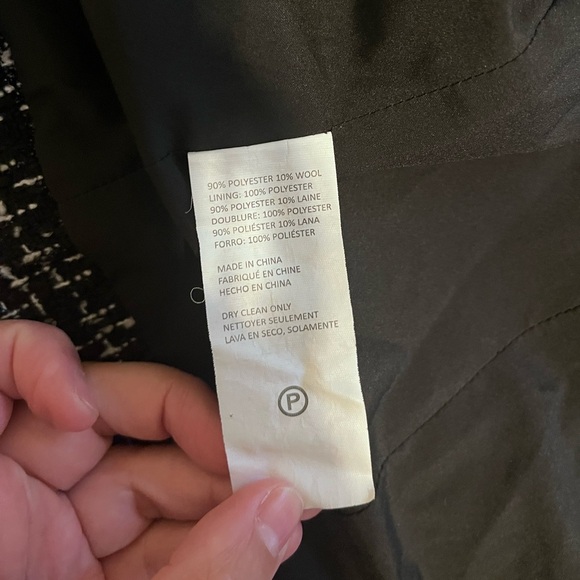 90% POLYESTER 10% WOOL
LINING: 100% POLYESTER
90% POLYESTER 10% LAINE
DOUBLURE: 100% POLYESTER
90% POLIÉSTER 10% LANA
FORRO: 100% POLIÉSTER
MADE IN CHINA
FABRIQUÉ EN CHINE
HECHO EN CHINA
DRY CLEAN ONLY
NETTOYER SEULEMENT
LAVA EN SECO, SOLAMENTE
P